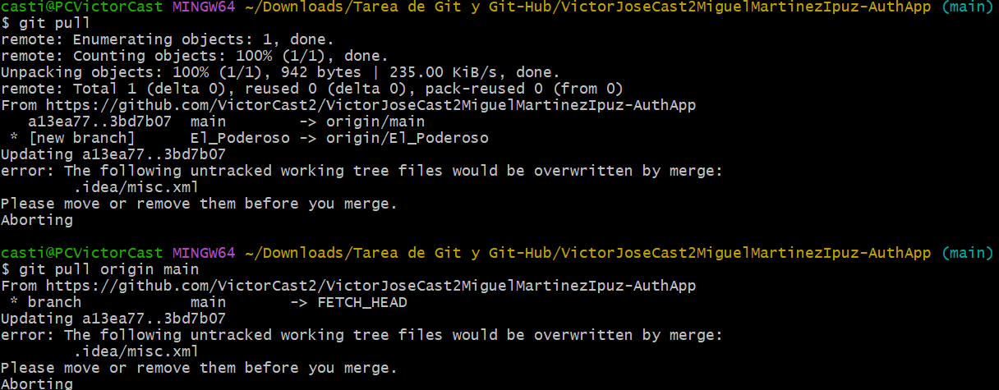 casti@PCVictorCast MINGW64 ~/Downloads/Tarea de Git y Git-Hub/VictorJoseCast2MiguelMartinezIpuz-AuthApp (main)
$ git pull
remote: Enumerating objects: 1, done.
remote: Counting objects: 100% (1/1), done.
Unpacking objects: 100% (1/1), 942 bytes | 235.00 KiB/s, done.
remote: Total 1 (delta 0), reused 0 (delta 0), pack-reused 0 (from 0)
From https://github.com/VictorCast2/VictorJoseCast2MiguelMartinezIpuz-AuthApp
   a13ea77..3bd7b07  main        -> origin/main
 * [new branch]      El_Poderoso -> origin/El_Poderoso
Updating a13ea77..3bd7b07
error: The following untracked working tree files would be overwritten by merge:
        .idea/misc.xml
Please move or remove them before you merge.
Aborting
casti@PCVictorCast MINGW64 ~/Downloads/Tarea de Git y Git-Hub/VictorJoseCast2MiguelMartinezIpuz-AuthApp (main)
$ git pull origin main
From https://github.com/VictorCast2/VictorJoseCast2MiguelMartinezIpuz-AuthApp
 * branch            main       -> FETCH_HEAD
Updating a13ea77..3bd7b07
error: The following untracked working tree files would be overwritten by merge:
        .idea/misc.xml
Please move or remove them before you merge.
Aborting